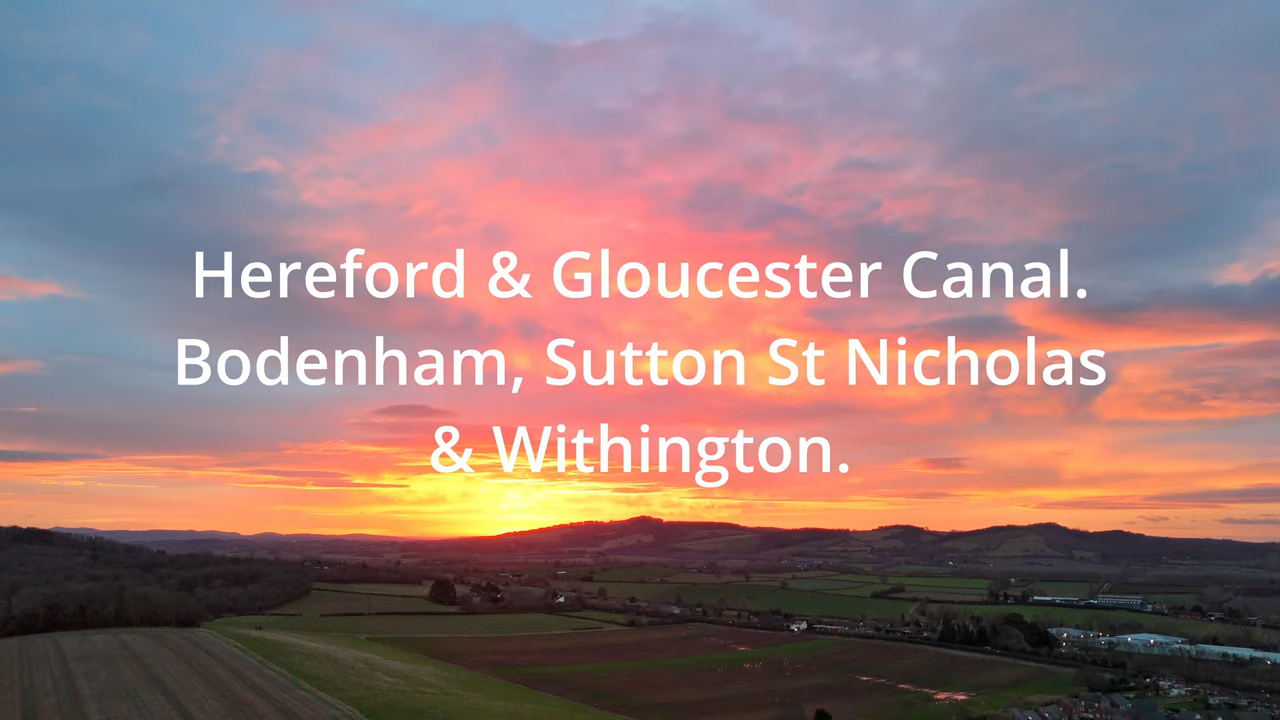 Hereford & Gloucester Canal.
Bodenham, Sutton St Nicholas
& Withington.